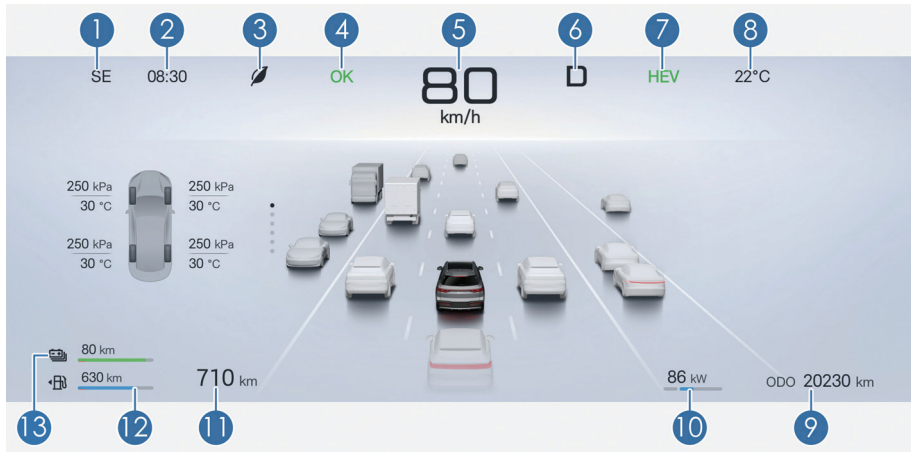 1 2 3 4 5 6 7 8
SE 08:30 OK 80 D HEV 22°C
km/h
250 kPa 250 kPa
30 °C 30 °C
250 kPa 250 kPa
30 °C 30 °C
80 km
630 km 710 km 86 kW ODO 20230 km
13 12 11 10 9